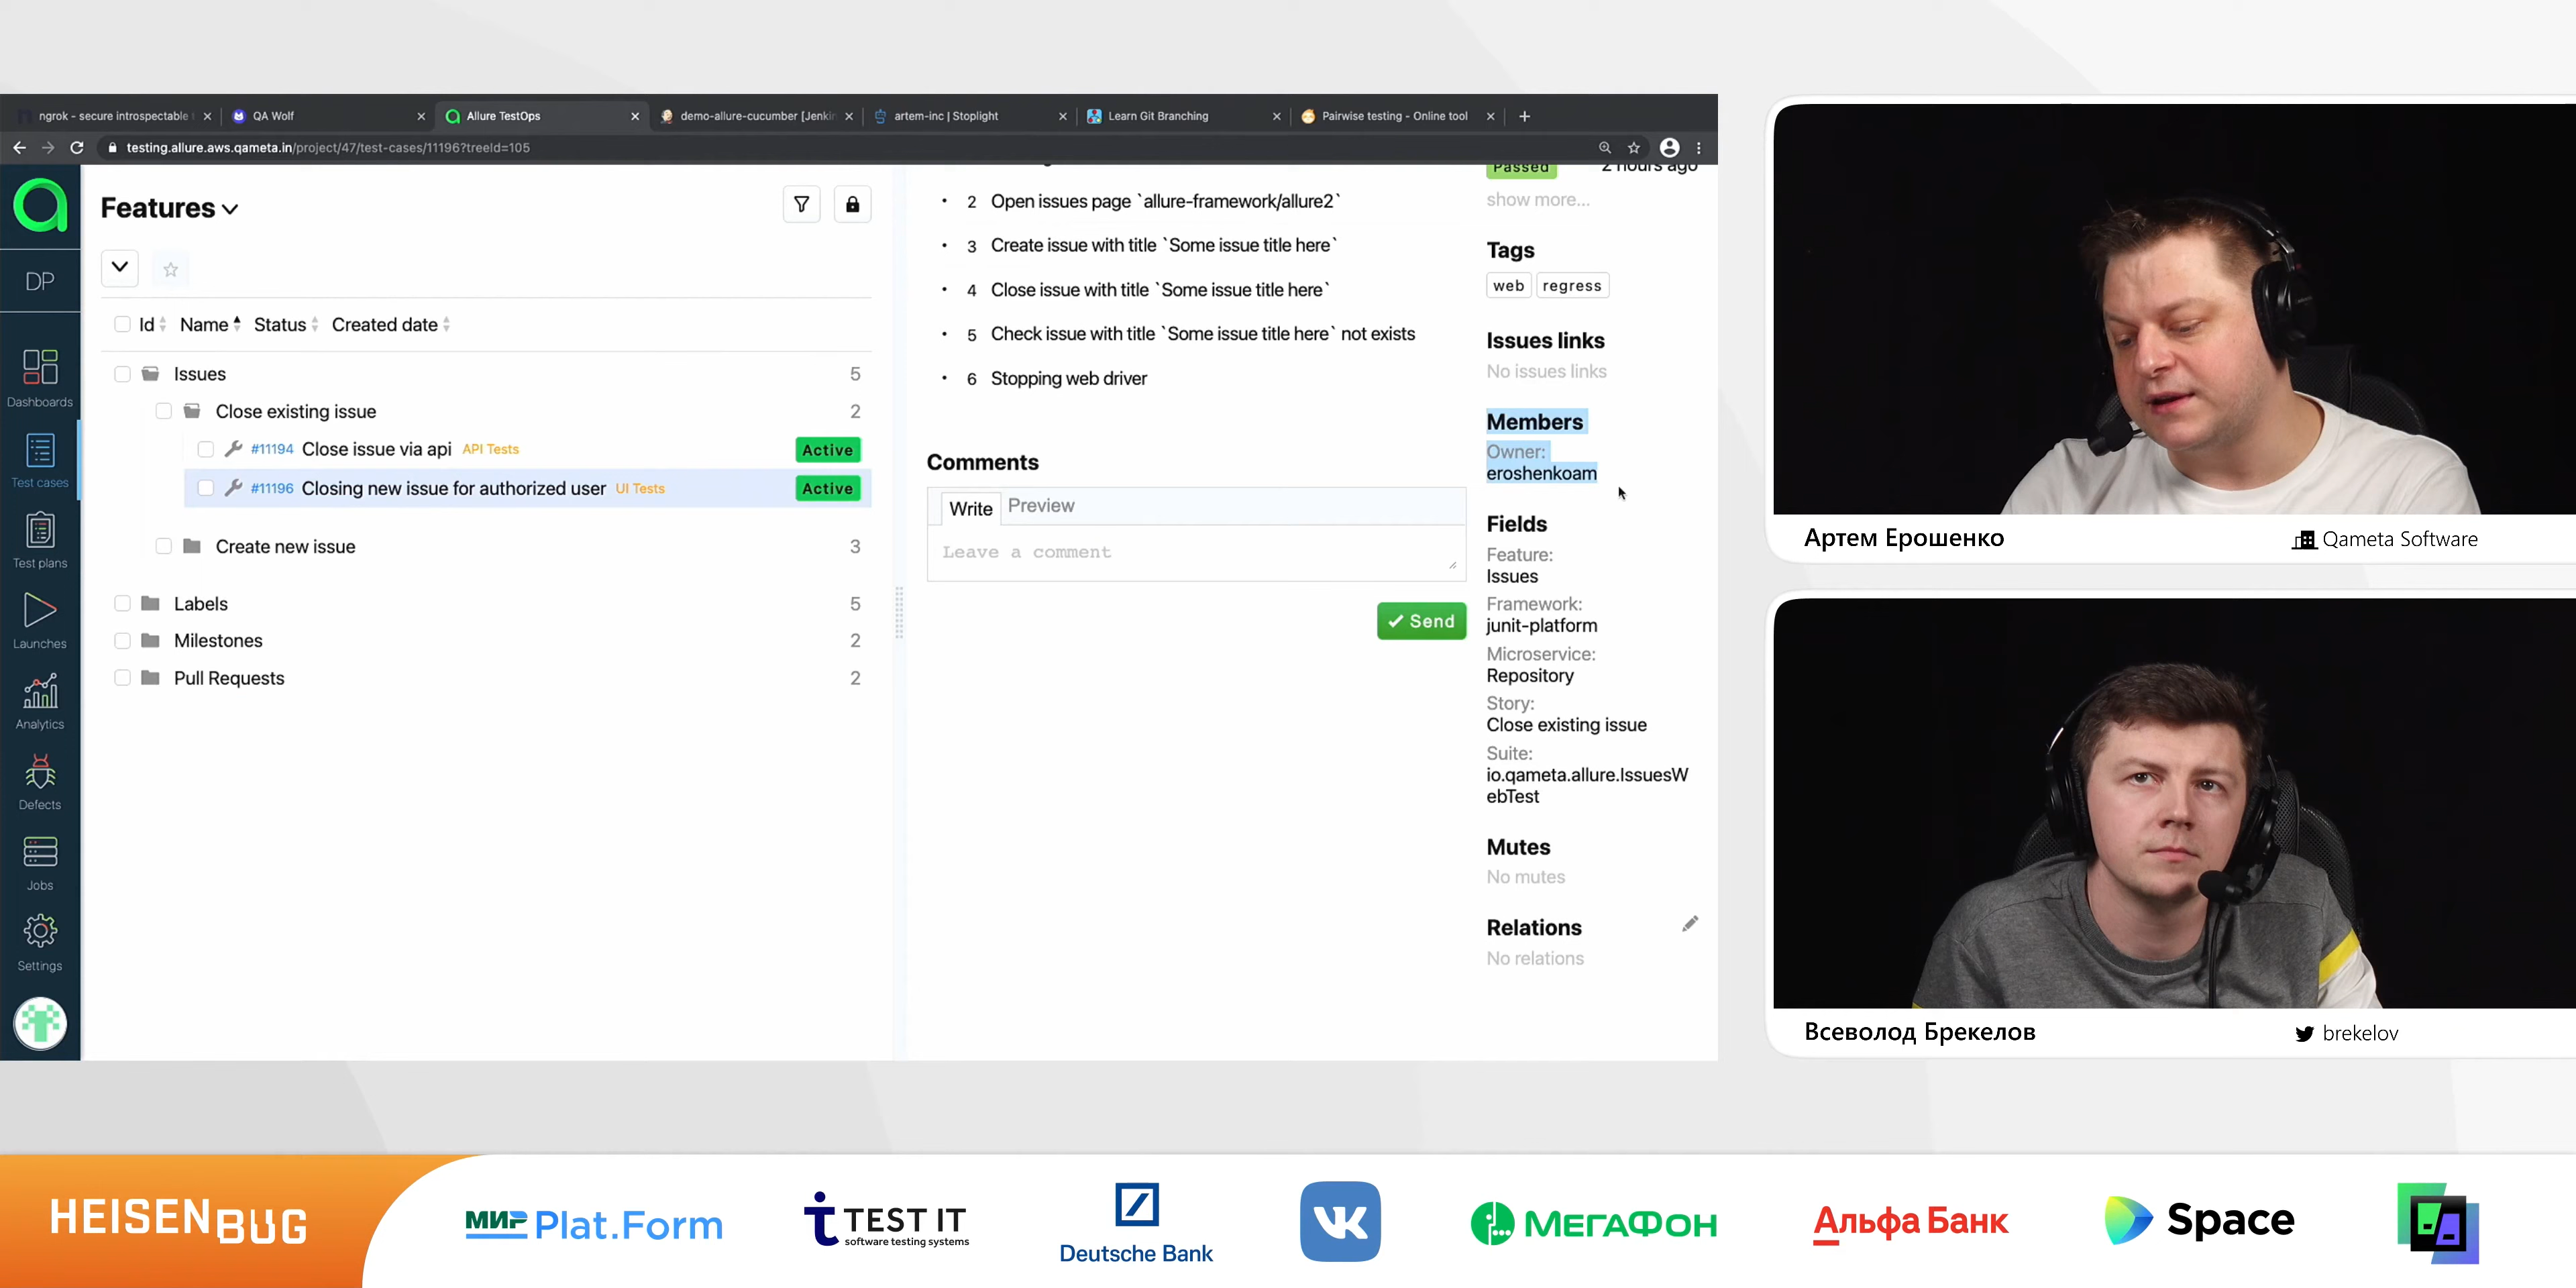 ngrok - secure introspectable
QA Wolf
Allure TestOps
demo-allure-cucumber [Jenkin
artem-inc | Stoplight
Learn Git Branching
Pairwise testing - Online tool
testing.allure.aws.qameta.in/project/47/test-cases/11196?treeId=105
DP
Dashboards
Test cases
Test plans
Launches
Analytics
Defects
Jobs
Settings
Features
Id Name Status Created date
Issues 5
Close existing issue 2
#11194 Close issue via api API Tests Active
#11196 Closing new issue for authorized user UI Tests Active
Create new issue 3
Labels 5
Milestones 2
Pull Requests 2
2 Open issues page `allure-framework/allure2`
3 Create issue with title `Some issue title here`
4 Close issue with title `Some issue title here`
5 Check issue with title `Some issue title here` not exists
6 Stopping web driver
Comments
Write Preview
Leave a comment
Send
Passed 2 hours ago
show more...
Tags
web regress
Issues links
No issues links
Members
Owner:
eroshenkoam
Fields
Feature:
Issues
Framework:
junit-platform
Microservice:
Repository
Story:
Close existing issue
Suite:
io.qameta.allure.IssuesW
ebTest
Mutes
No mutes
Relations
No relations
Артем Ерошенко
Qameta Software
Всеволод Брекелов
brekelov
HEISENBUG
МИР Plat.Form
TEST IT
software testing systems
Deutsche Bank
VK
МЕГАФОН
Альфа Банк
Space